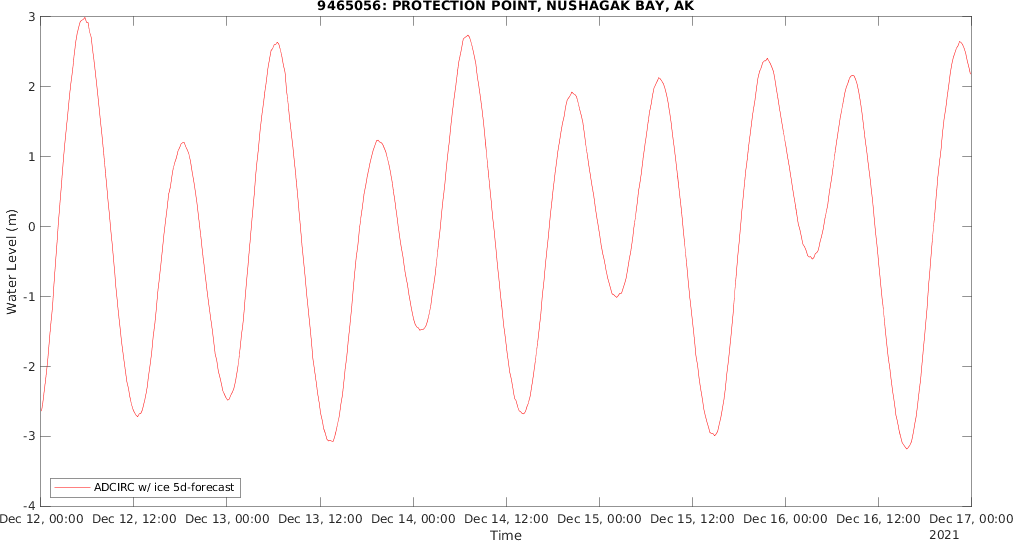 9465056: PROTECTION POINT, NUSHAGAK BAY, AK
3
2
1
0
-1
-2
-3
-4
Water Level (m)
ADCIRC w/ ice 5d-forecast
Dec 12, 00:00 Dec 12, 12:00 Dec 13, 00:00 Dec 13, 12:00 Dec 14, 00:00 Dec 14, 12:00 Dec 15, 00:00 Dec 15, 12:00 Dec 16, 00:00 Dec 16, 12:00 Dec 17, 00:00
Time
2021